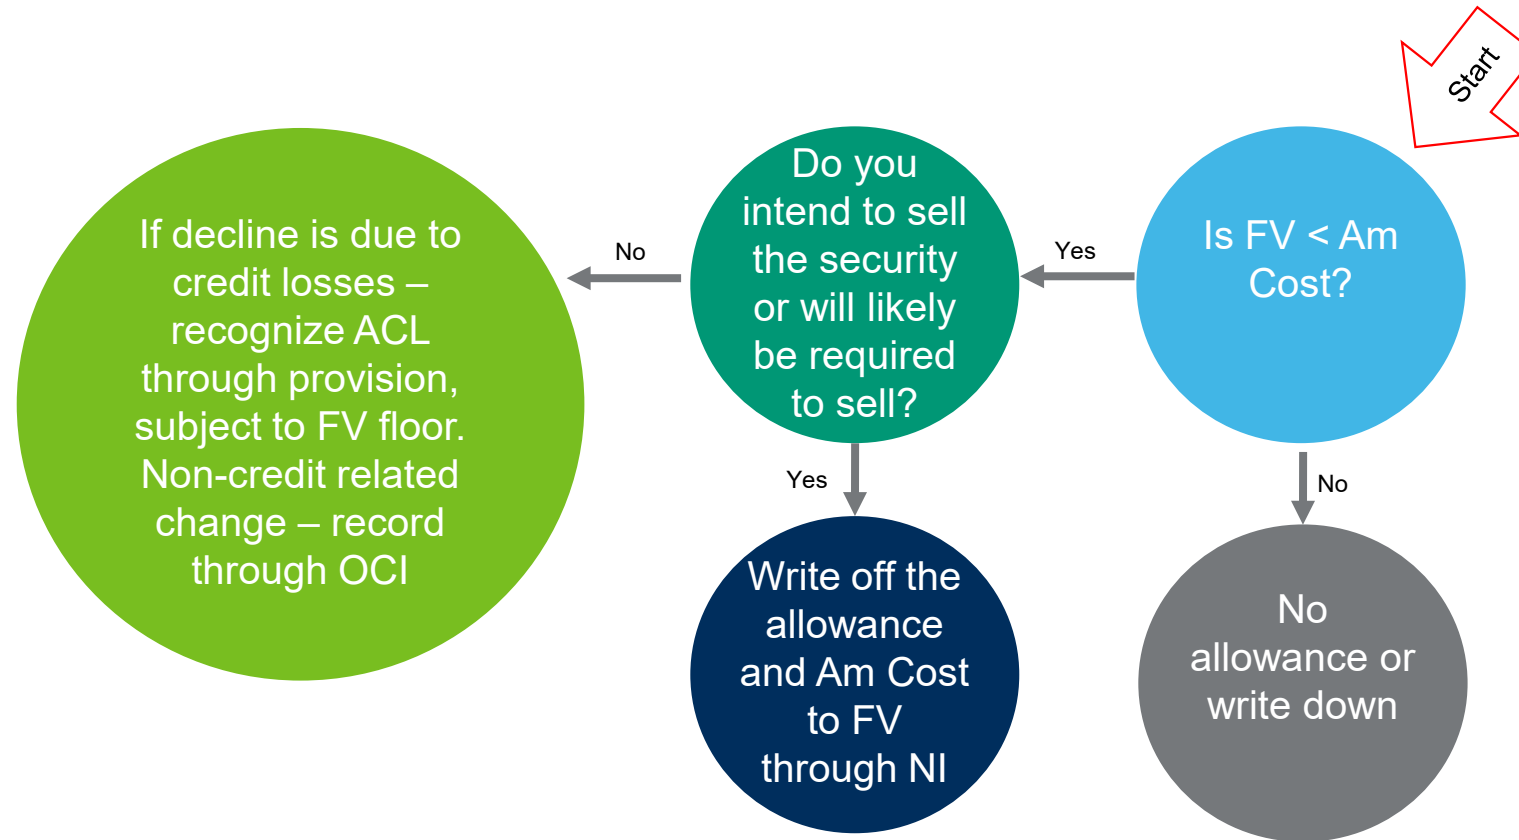 Start
Is FV < Am
Cost?
Yes
Do you
intend to sell
the security
or will likely
be required
to sell?
No
If decline is due to
credit losses –
recognize ACL
through provision,
subject to FV floor.
Non-credit related
change – record
through OCI
Yes
Write off the
allowance
and Am Cost
to FV
through NI
No
No
allowance or
write down